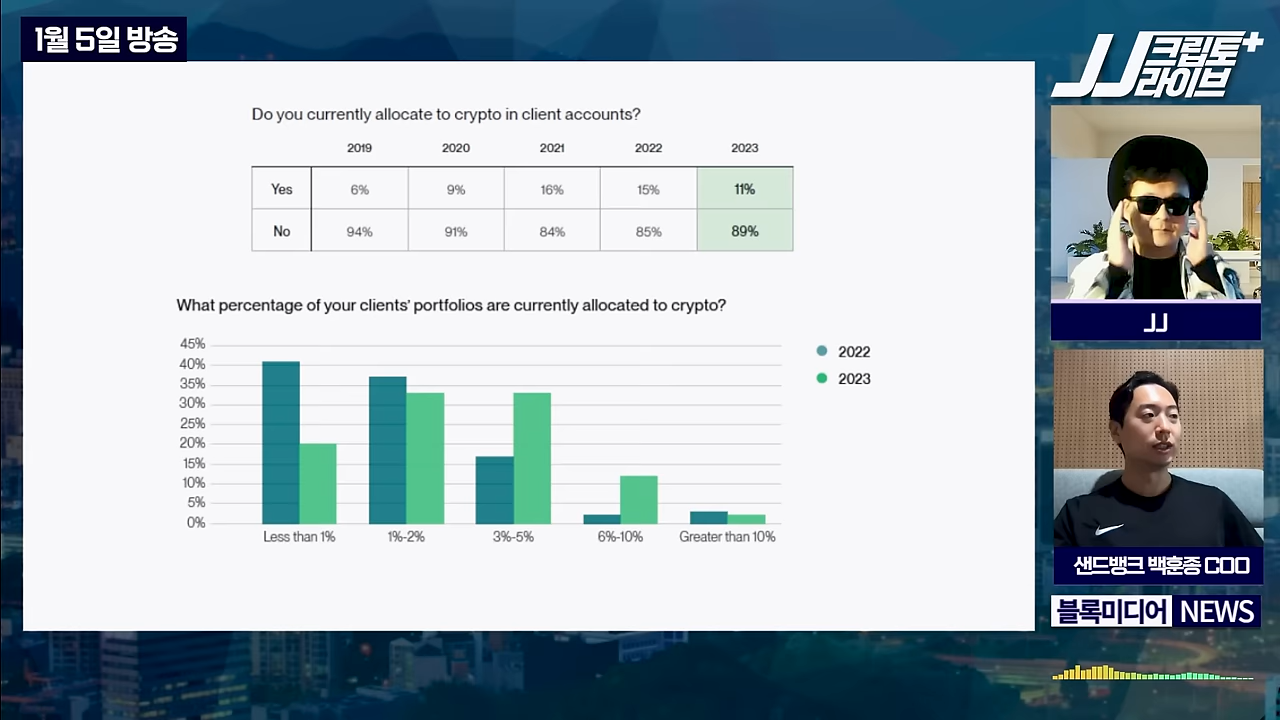 1월 5일 방송
JJ 크립토+
라이브
Do you currently allocate to crypto in client accounts?
2019 2020 2021 2022 2023
Yes 6% 9% 16% 15% 11%
No 94% 91% 84% 85% 89%
What percentage of your clients' portfolios are currently allocated to crypto?
45%
40%
35%
30%
25%
20%
15%
10%
5%
0%
Less than 1% 1%-2% 3%-5% 6%-10% Greater than 10%
2022
2023
JJ
샌드뱅크 백훈종 COO
블록미디어 NEWS